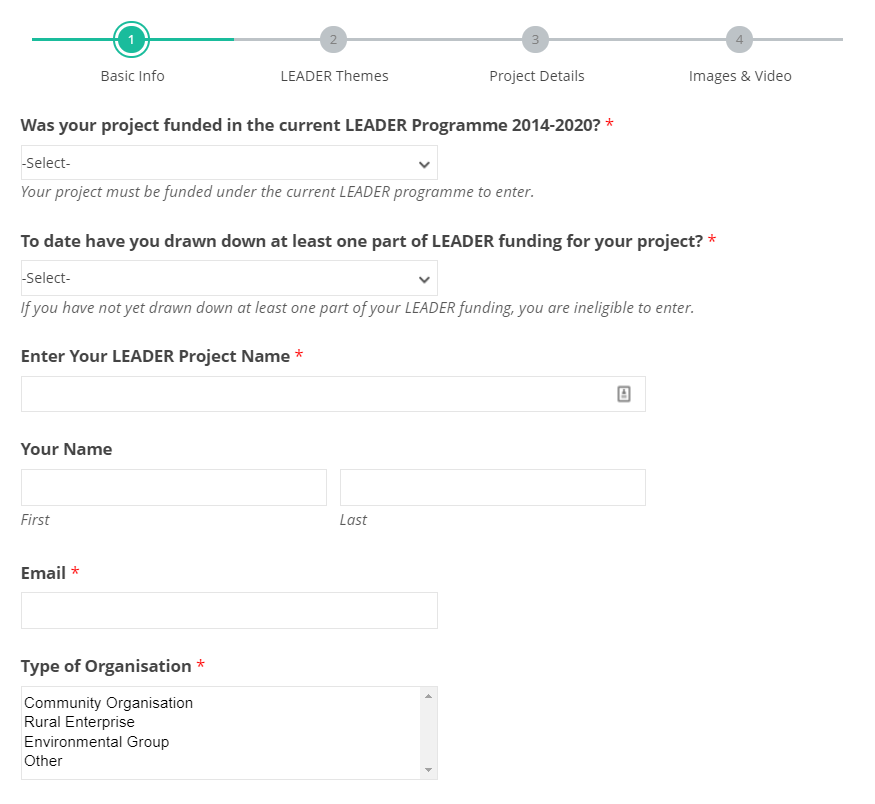 1 2 3 4
Basic Info LEADER Themes Project Details Images & Video
Was your project funded in the current LEADER Programme 2014-2020? *
-Select-
Your project must be funded under the current LEADER programme to enter.
To date have you drawn down at least one part of LEADER funding for your project? *
-Select-
If you have not yet drawn down at least one part of your LEADER funding, you are ineligible to enter.
Enter Your LEADER Project Name *
Your Name
First Last
Email *
Type of Organisation *
Community Organisation
Rural Enterprise
Environmental Group
Other